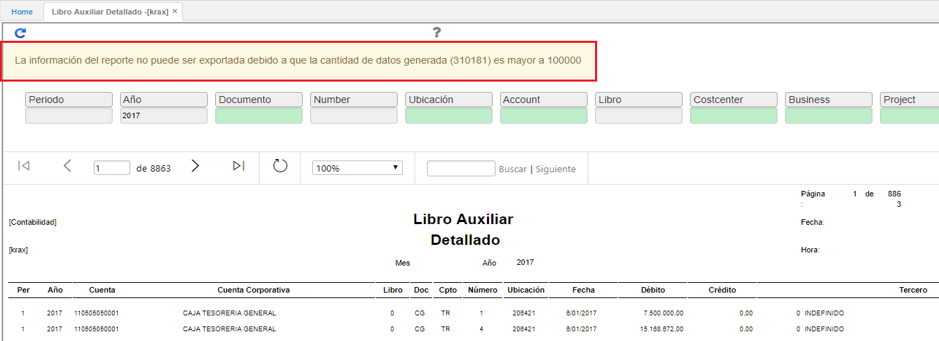 Home Libro Auxiliar Detallado -[krax] ×
?
La información del reporte no puede ser exportada debido a que la cantidad de datos generada (310181) es mayor a 100000
Periodo Año Documento Number Ubicación Account Libro Costcenter Business Project
2017
1 de 8863 100% Buscar | Siguiente
Página 1 de 886
: 3
[Contabilidad] Libro Auxiliar Fecha:
Detallado
[krax] Hora:
Mes Año 2017
Per Año Cuenta Cuenta Corporativa Libro Doc Cpto Número Ubicación Fecha Débito Crédito Tercero
1 2017 110505050001 CAJA TESORERIA GENERAL 0 CG TR 1 206421 6/01/2017 7.500.000,00 0,00 0 INDEFINIDO
1 2017 110505050001 CAJA TESORERIA GENERAL 0 CG TR 4 206421 6/01/2017 15.168.672,00 0,00 0 INDEFINIDO